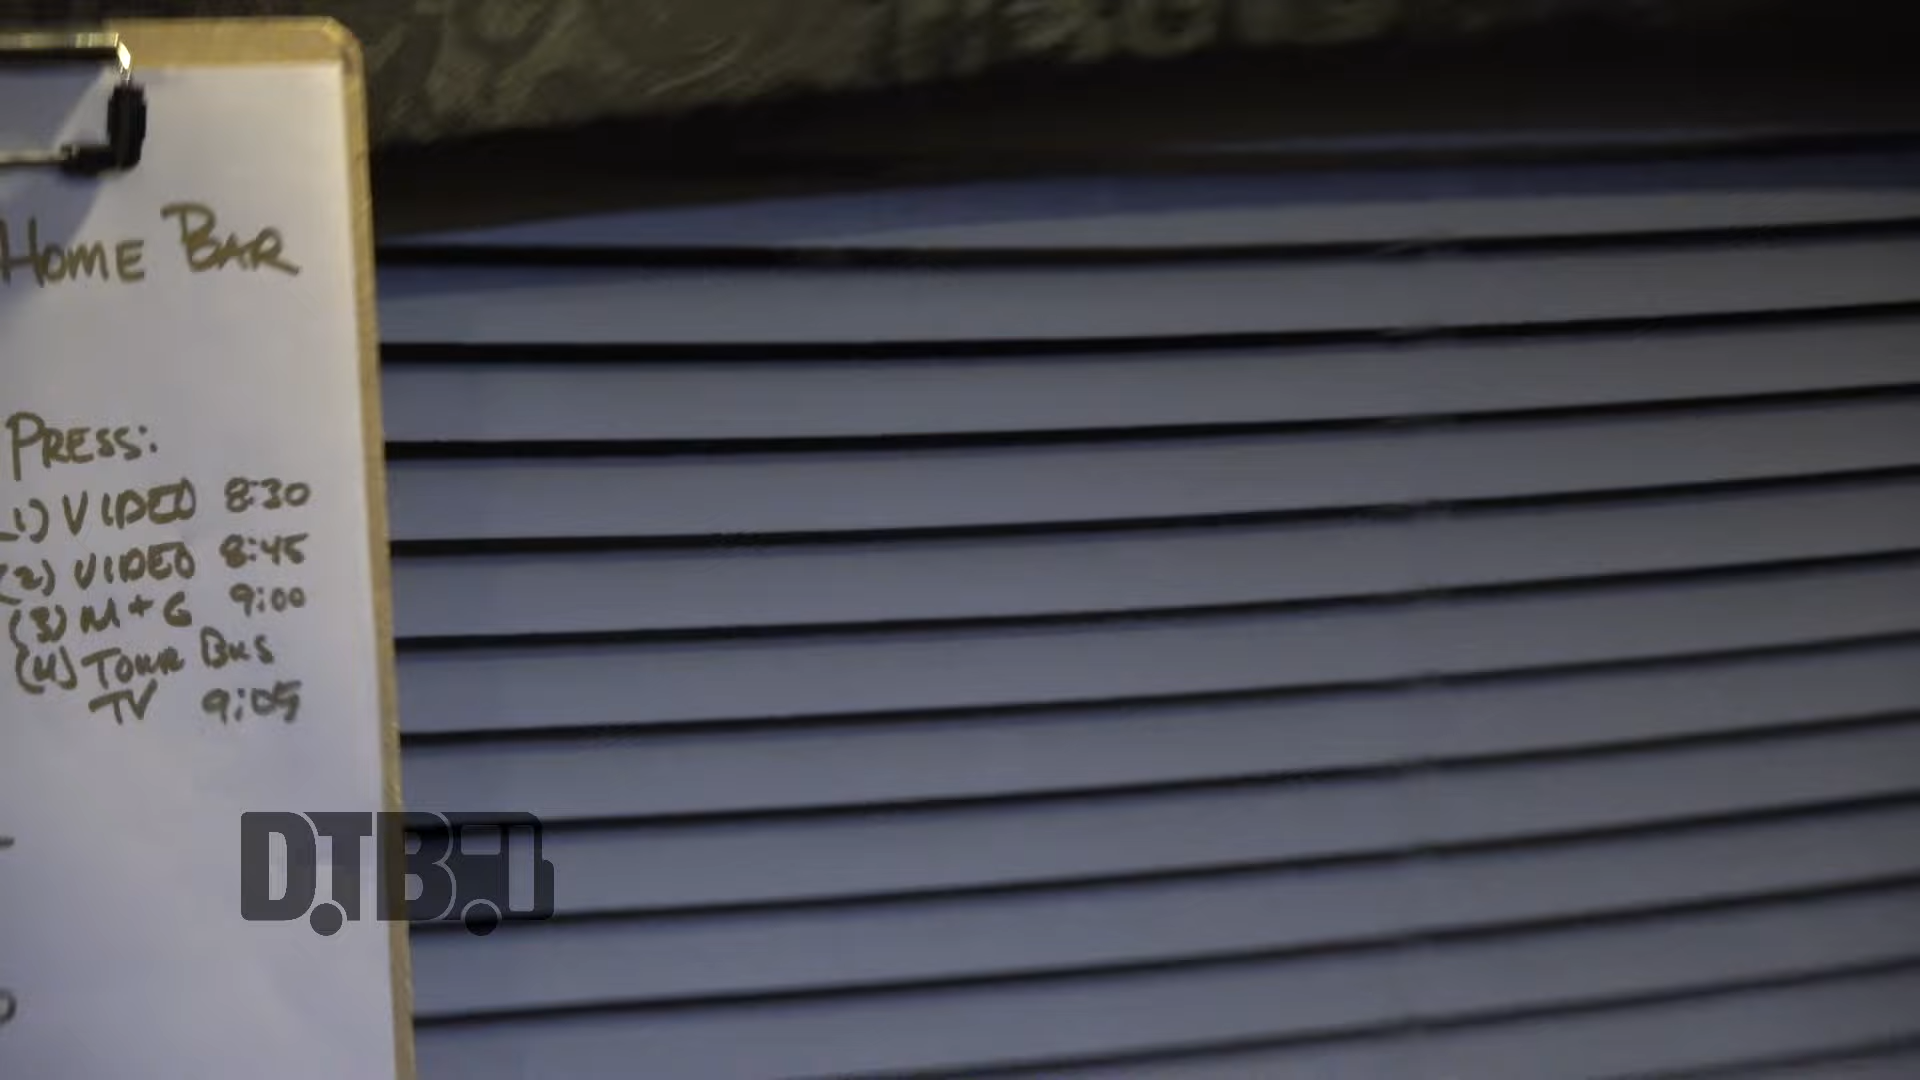 HOME BAR
PRESS:
1) VIDEO 8:30
(2) VIDEO 8:45
(3) M + G 9:00
(4) TOUR BUS
TV 9:05
DTB